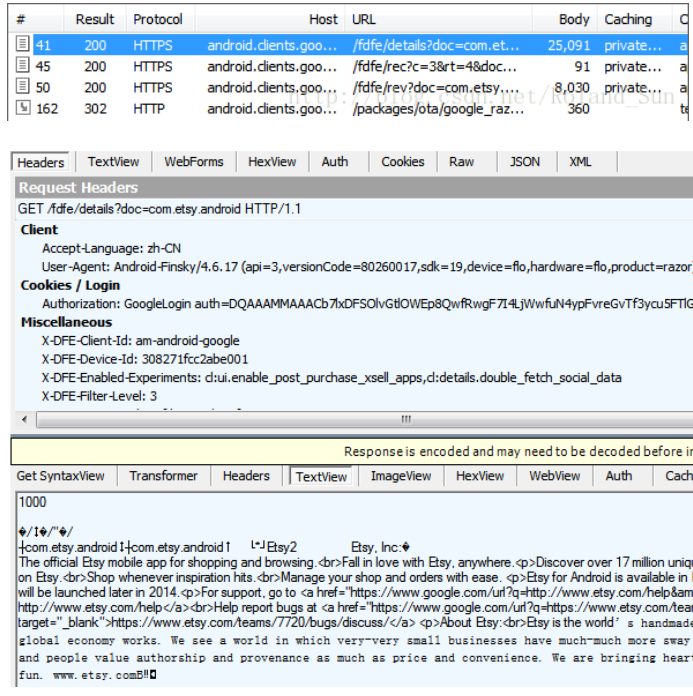 # Result Protocol Host URL Body Caching C
41 200 HTTPS android.clients.goo... /fdfe/details?doc=com.et... 25,091 private... a
45 200 HTTPS android.clients.goo... /fdfe/rec?c=3&rt=4&doc... 91 private... a
50 200 HTTPS android.clients.goo... /fdfe/rev?doc=com.etsy.... 8,030 private... a
http://blog.csdn.net/Roland_Sun
162 302 HTTP android.clients.goo... /packages/ota/google_raz... 360 te
Headers TextView WebForms HexView Auth Cookies Raw JSON XML
Request Headers
GET /fdfe/details?doc=com.etsy.android HTTP/1.1
Client
Accept-Language: zh-CN
User-Agent: Android-Finsky/4.6.17 (api=3,versionCode=80260017,sdk=19,device=flo,hardware=flo,product=razor)
Cookies / Login
Authorization: GoogleLogin
Miscellaneous
X-DFE-Client-Id: am-android-google
X-DFE-Device-Id: 308271fcc2abe001
X-DFE-Enabled-Experiments: cl:ui.enable_post_purchase_xsell_apps,cl:details.double_fetch_social_data
X-DFE-Filter-Level: 3
Response is encoded and may need to be decoded before in
Get SyntaxView Transformer Headers TextView ImageView HexView WebView Auth Cach
1000
com.etsy.android com.etsy.android Etsy2 Etsy, Inc:
The official Etsy mobile app for shopping and browsing.<br>Fall in love with Etsy, anywhere.<p>Discover over 17 million uniqu
on Etsy.<br>Shop whenever inspiration hits.<br>Manage your shop and orders with ease. <p>Etsy for Android is available in
will be launched later in 2014.<p>For support, go to <a href="https://www.google.com/url?q=http://www.etsy.com/help&am
http://www.etsy.com/help</a><br>Help report bugs at <a href="https://www.google.com/url?q=https://www.etsy.com/tea
target="_blank">https://www.etsy.com/teams/7720/bugs/discuss/</a> <p>About Etsy:<br>Etsy is the world’s handmade
global economy works. We see a world in which very-very small businesses have much-much more sway
and people value authorship and provenance as much as price and convenience. We are bringing heart
fun. www.etsy.com